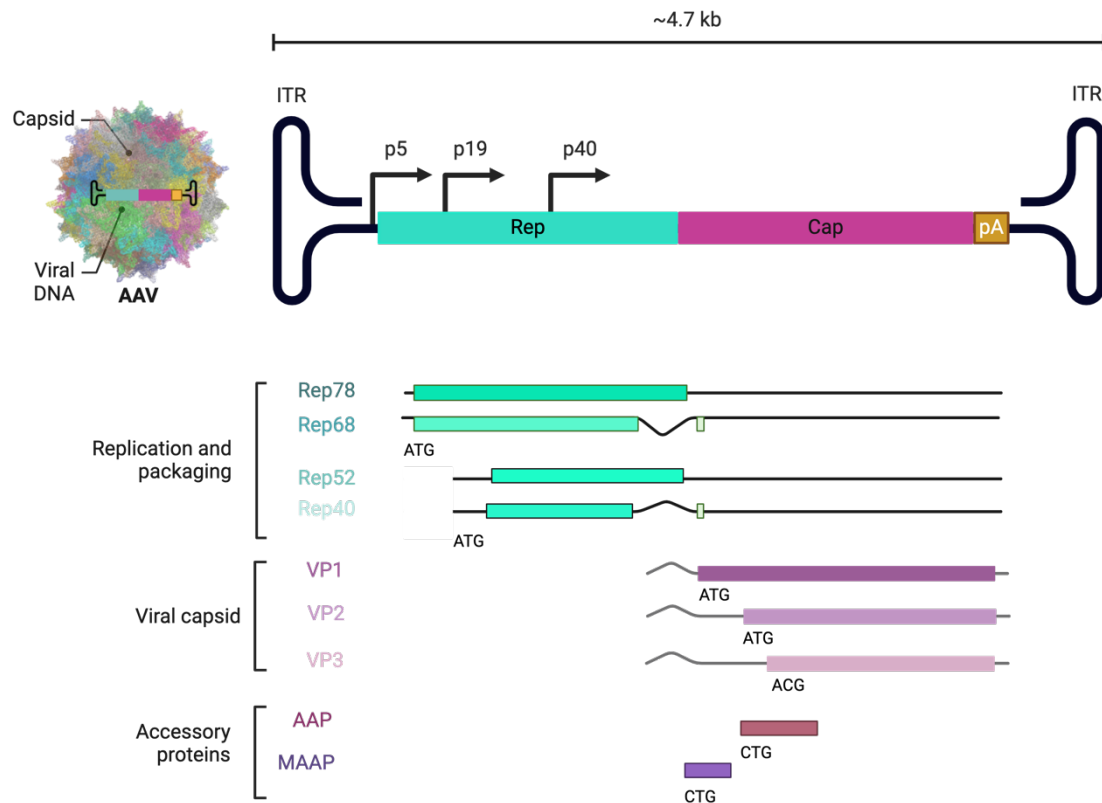 ~4.7 kb
ITR
ITR
Capsid
p5
p19
p40
Rep
Cap
pA
Viral
DNA
AAV
Replication and
packaging
Rep78
Rep68
ATG
Rep52
Rep40
ATG
Viral capsid
VP1
ATG
VP2
ATG
VP3
ACG
Accessory
proteins
AAP
CTG
MAAP
CTG